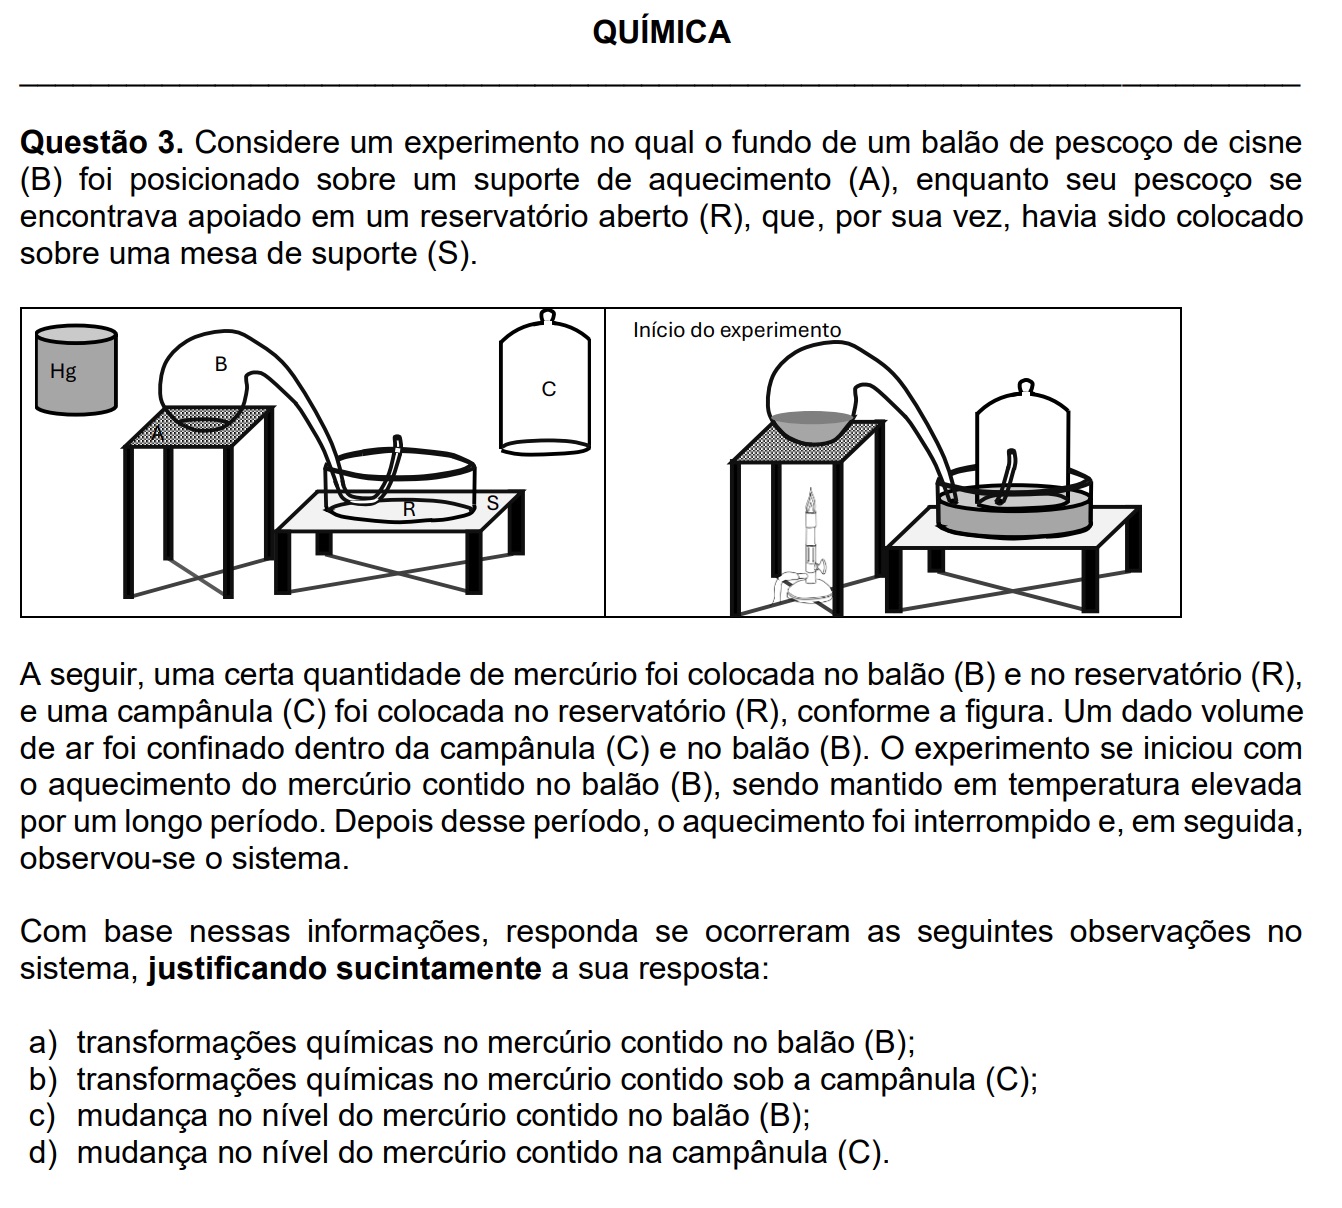 QUÍMICA
Questão 3. Considere um experimento no qual o fundo de um balão de pescoço de cisne
(B) foi posicionado sobre um suporte de aquecimento (A), enquanto seu pescoço se
encontrava apoiado em um reservatório aberto (R), que, por sua vez, havia sido colocado
sobre uma mesa de suporte (S).
Hg
B
A
R
S
C
Início do experimento
A seguir, uma certa quantidade de mercúrio foi colocada no balão (B) e no reservatório (R),
e uma campânula (C) foi colocada no reservatório (R), conforme a figura. Um dado volume
de ar foi confinado dentro da campânula (C) e no balão (B). O experimento se iniciou com
o aquecimento do mercúrio contido no balão (B), sendo mantido em temperatura elevada
por um longo período. Depois desse período, o aquecimento foi interrompido e, em seguida,
observou-se o sistema.
Com base nessas informações, responda se ocorreram as seguintes observações no
sistema, justificando sucintamente a sua resposta:
a) transformações químicas no mercúrio contido no balão (B);
b) transformações químicas no mercúrio contido sob a campânula (C);
c) mudança no nível do mercúrio contido no balão (B);
d) mudança no nível do mercúrio contido na campânula (C).